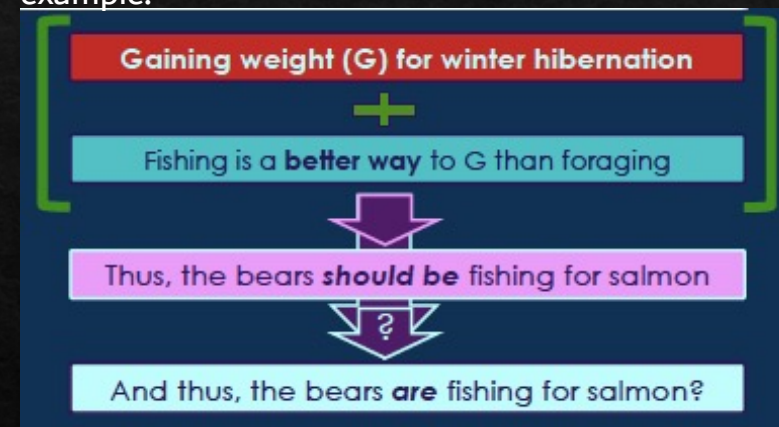 example.
Gaining weight (G) for winter hibernation
+
Fishing is a better way to G than foraging
Thus, the bears should be fishing for salmon
?
And thus, the bears are fishing for salmon?